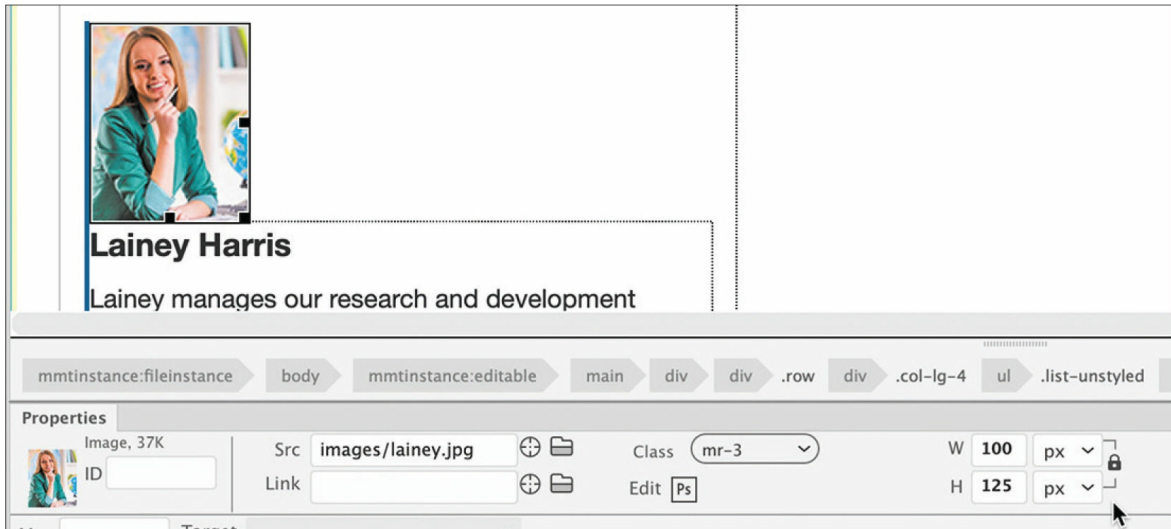 Lainey Harris
Lainey manages our research and development
mmtinstance:fileinstance body mmtinstance:editable main div div .row div .col-lg-4 ul .list-unstyled
Properties
Image, 37K
Src images/lainey.jpg Class mr-3 W 100 px
ID
Link Edit Ps H 125 px
Target